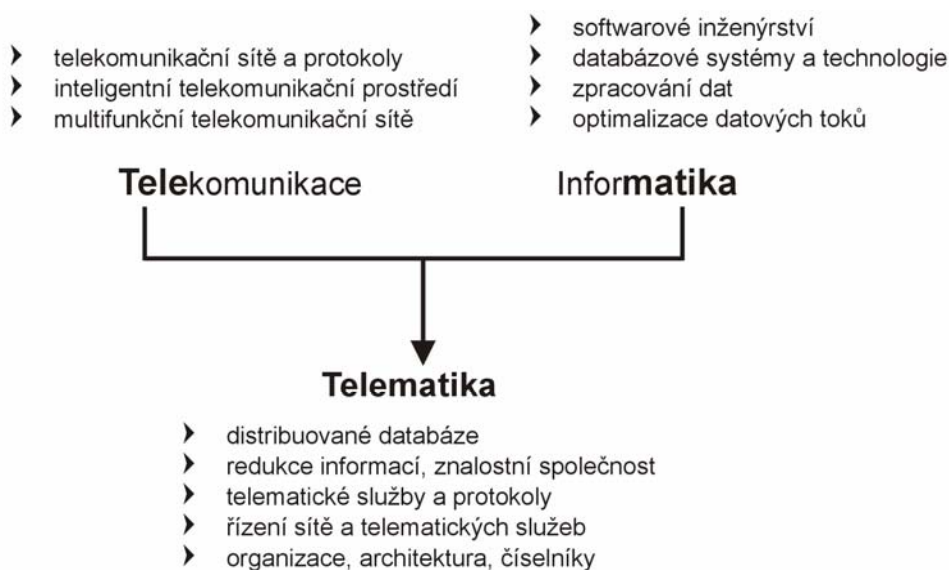 telekomunikační sítě a protokoly
inteligentní telekomunikační prostředí
multifunkční telekomunikační sítě
Telekomunikace
softwarové inženýrství
databázové systémy a technologie
zpracování dat
optimalizace datových toků
Informatika
Telematika
distribuované databáze
redukce informací, znalostní společnost
telematické služby a protokoly
řízení sítě a telematických služeb
organizace, architektura, číselníky